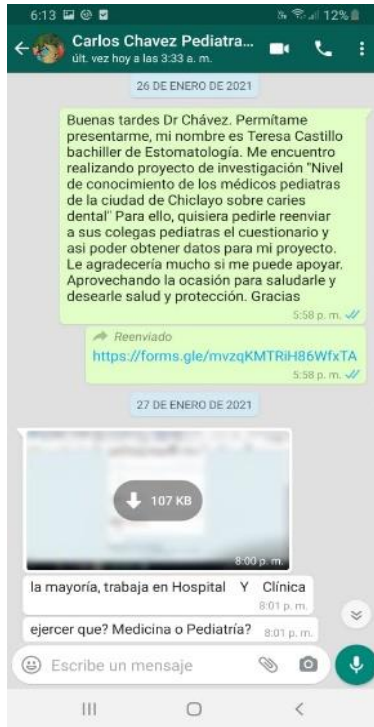 6:13
12%
Carlos Chavez Pediatra...
últ. vez hoy a las 3:33 a. m.
26 DE ENERO DE 2021
Buenas tardes Dr Chávez. Permítame
presentarme, mi nombre es Teresa Castillo
bachiller de Estomatología. Me encuentro
realizando proyecto de investigación "Nivel
de conocimiento de los médicos pediatras
de la ciudad de Chiclayo sobre caries
dental" Para ello, quisiera pedirle reenviar
a sus colegas pediatras el cuestionario y
asi poder obtener datos para mi proyecto.
Le agradecería mucho si me puede apoyar.
Aprovechando la ocasión para saludarle y
desearle salud y protección. Gracias
5:58 p. m.
Reenviado
https://forms.gle/mvzqKMTRiH86WfxTA
5:58 p. m.
27 DE ENERO DE 2021
107 KB
8:00 p. m.
la mayoría, trabaja en Hospital Y Clínica
8:01 p. m.
ejercer que? Medicina o Pediatría? 8:01 p. m.
Escribe un mensaje